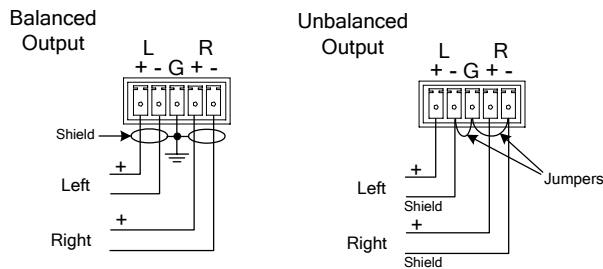 Balanced
Output
L R
+ - G + -
Shield
+
Left
+
Right
Unbalanced
Output
L R
+ - G + -
Jumpers
+
Left
Shield
+
Right
Shield